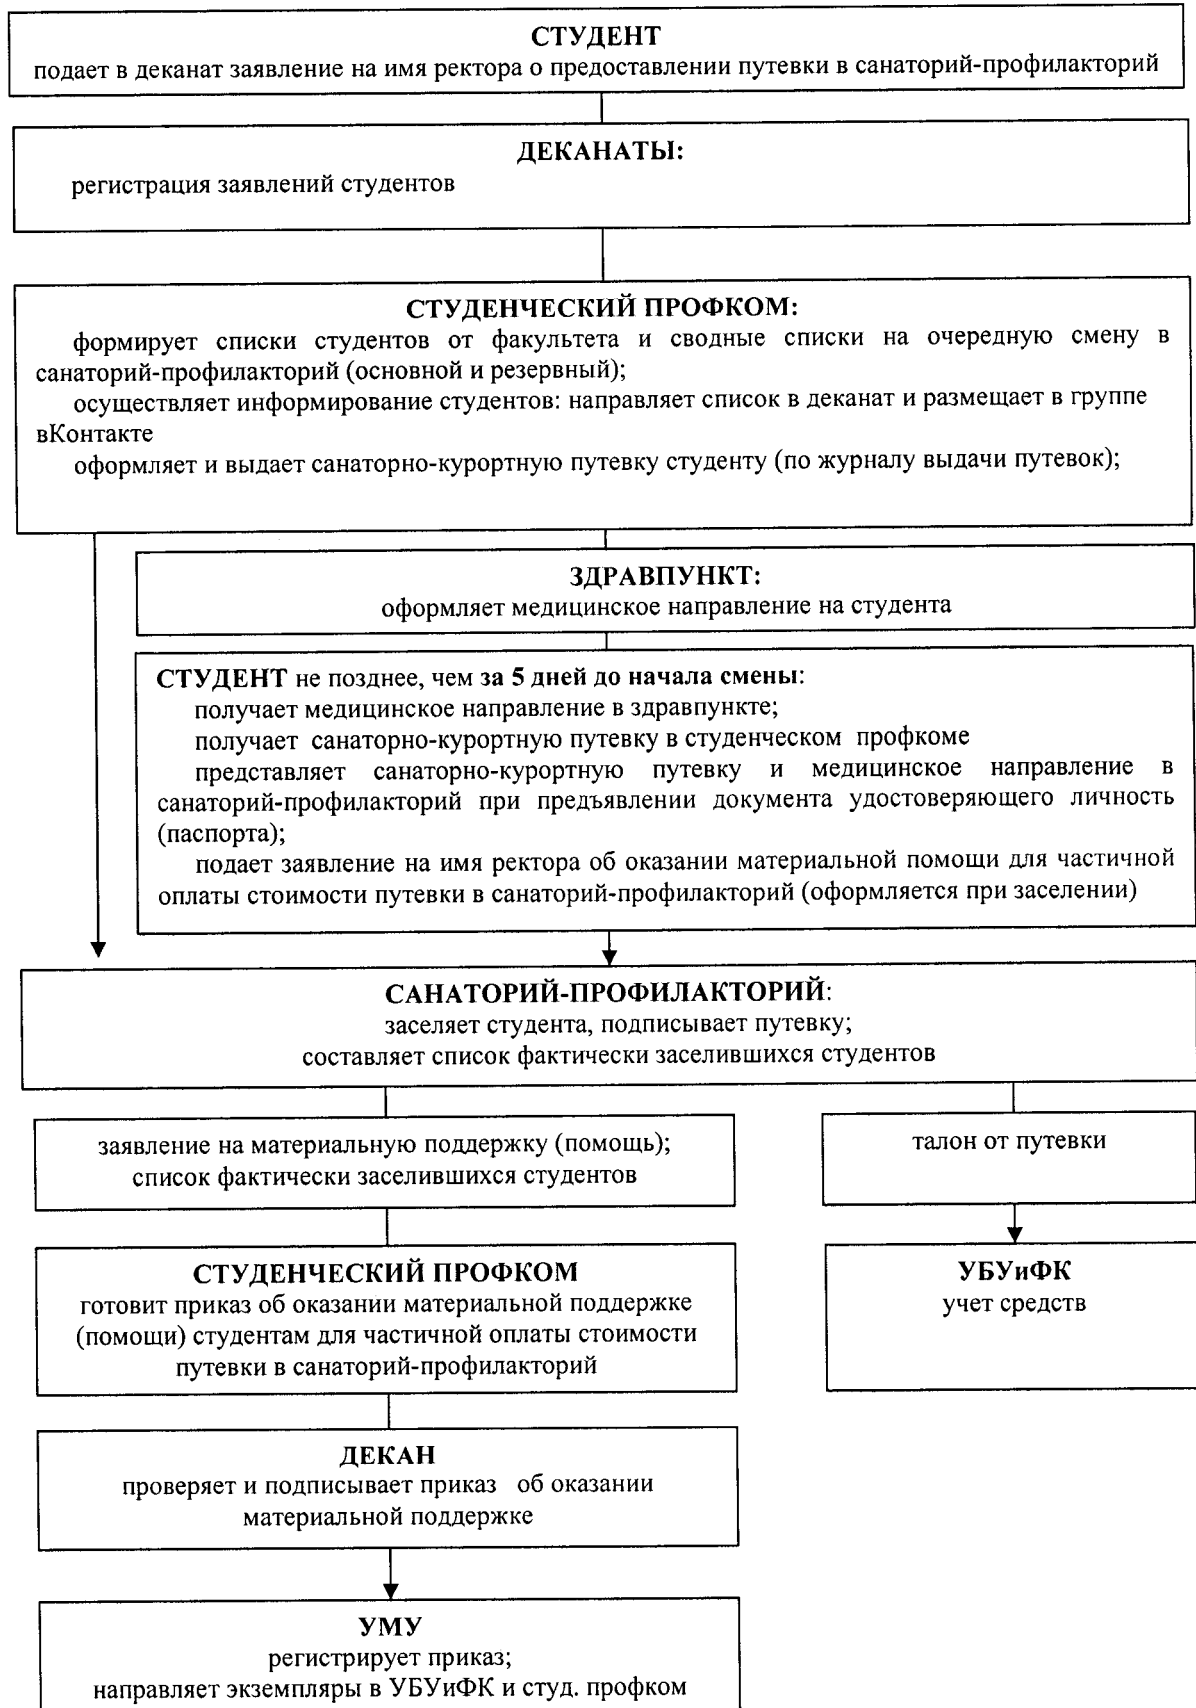 СТУДЕНТ
подает в деканат заявление на имя ректора о предоставлении путевки в санаторий-профилакторий
ДЕКАНАТЫ:
регистрация заявлений студентов
СТУДЕНЧЕСКИЙ ПРОФКОМ:
формирует списки студентов от факультета и сводные списки на очередную смену в
санаторий-профилакторий (основной и резервный);
осуществляет информирование студентов: направляет список в деканат и размещает в группе
вКонтакте
оформляет и выдает санаторно-курортную путевку студенту (по журналу выдачи путевок);
ЗДРАВПУНКТ:
оформляет медицинское направление на студента
СТУДЕНТ не позднее, чем за 5 дней до начала смены:
получает медицинское направление в здравпункте;
получает санаторно-курортную путевку в студенческом профкоме
представляет санаторно-курортную путевку и медицинское направление в
санаторий-профилакторий при предъявлении документа удостоверяющего личность
(паспорта);
подает заявление на имя ректора об оказании материальной помощи для частичной
оплаты стоимости путевки в санаторий-профилакторий (оформляется при заселении)
САНАТОРИЙ-ПРОФИЛАКТОРИЙ:
заселяет студента, подписывает путевку;
составляет список фактически заселившихся студентов
заявление на материальную поддержку (помощь);
список фактически заселившихся студентов
талон от путевки
СТУДЕНЧЕСКИЙ ПРОФКОМ
готовит приказ об оказании материальной поддержке
(помощи) студентам для частичной оплаты стоимости
путевки в санаторий-профилакторий
УБУиФК
учет средств
ДЕКАН
проверяет и подписывает приказ об оказании
материальной поддержке
УМУ
регистрирует приказ;
направляет экземпляры в УБУиФК и студ. профком